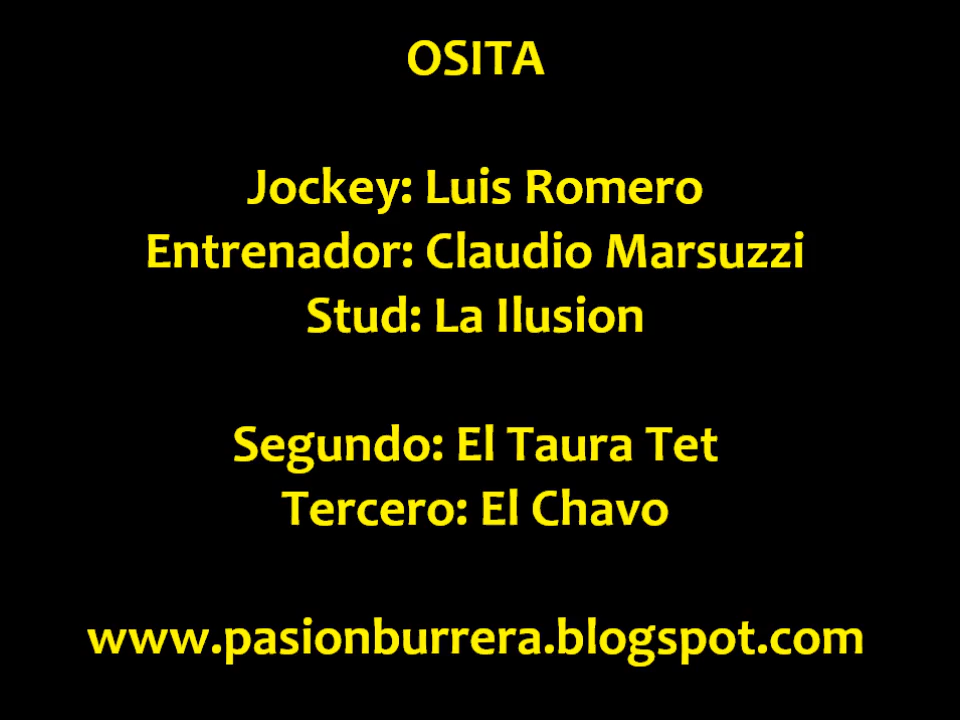 OSITA
Jockey: Luis Romero
Entrenador: Claudio Marsuzzi
Stud: La Ilusion
Segundo: El Taura Tet
Tercero: El Chavo
www.pasionburrera.blogspot.com